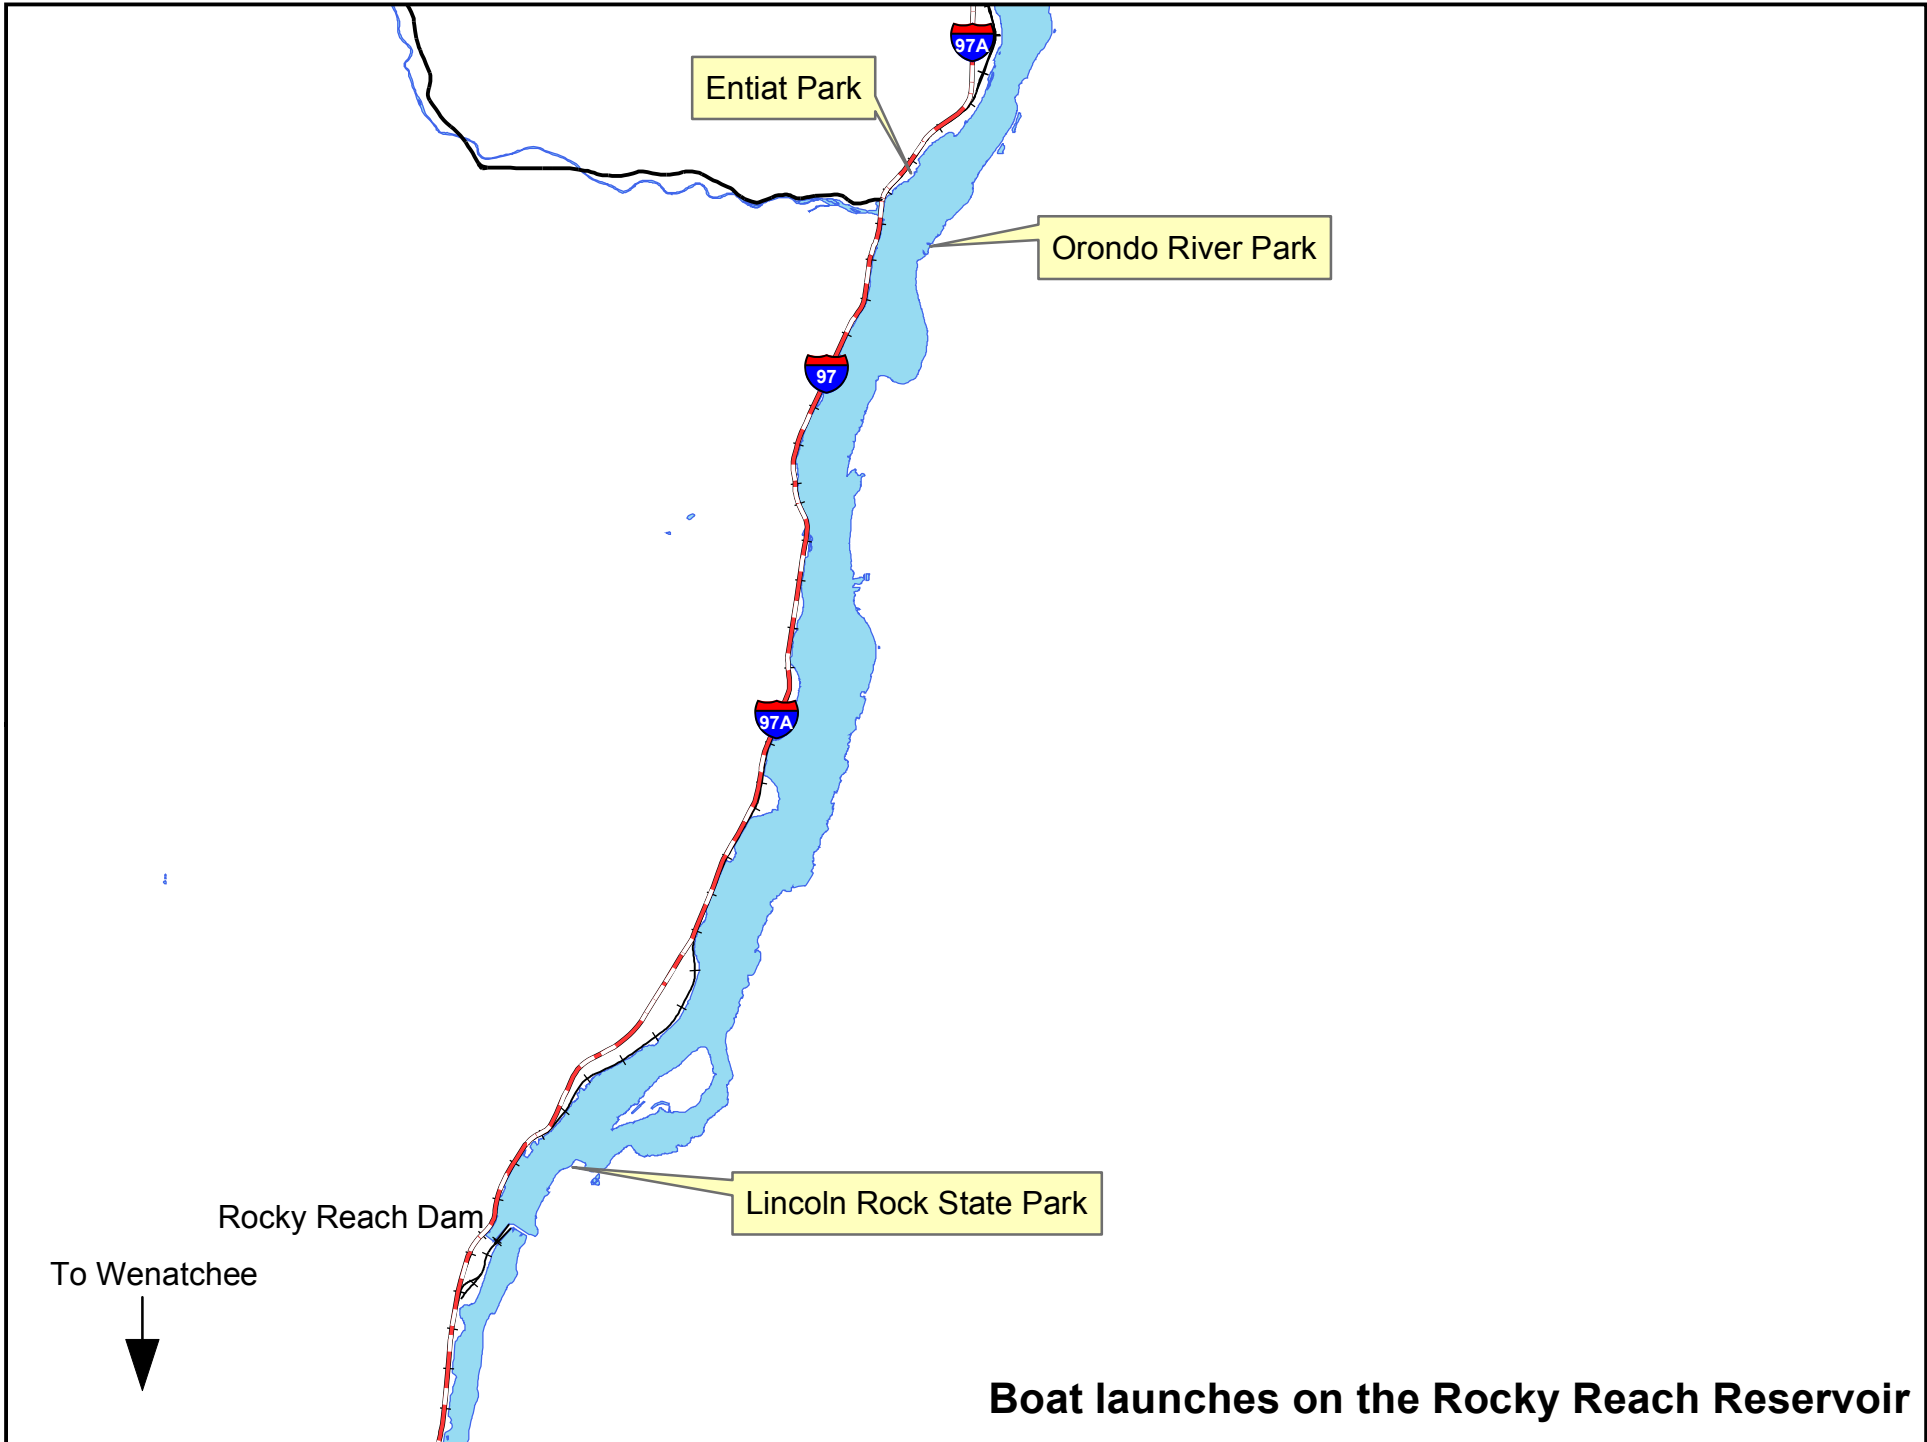 97A
Entiat Park
Orondo River Park
97
97A
Lincoln Rock State Park
Rocky Reach Dam
To Wenatchee
Boat launches on the Rocky Reach Reservoir